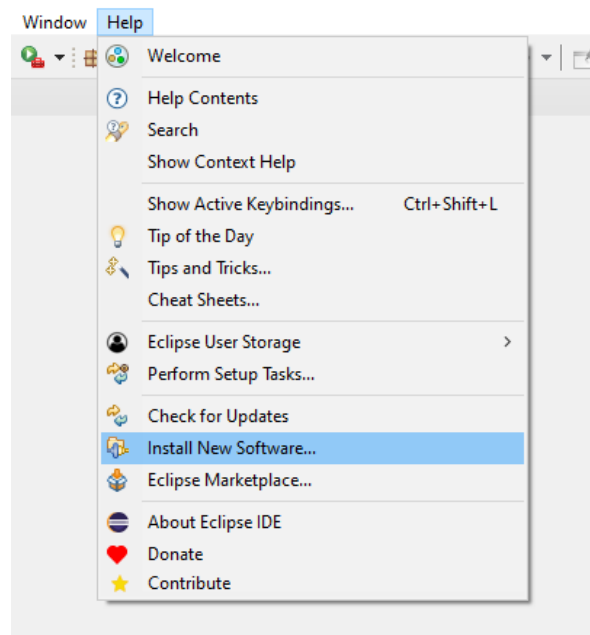 Window Help
Welcome
Help Contents
Search
Show Context Help
Show Active Keybindings... Ctrl+Shift+L
Tip of the Day
Tips and Tricks...
Cheat Sheets...
Eclipse User Storage
Perform Setup Tasks...
Check for Updates
Install New Software...
Eclipse Marketplace...
About Eclipse IDE
Donate
Contribute